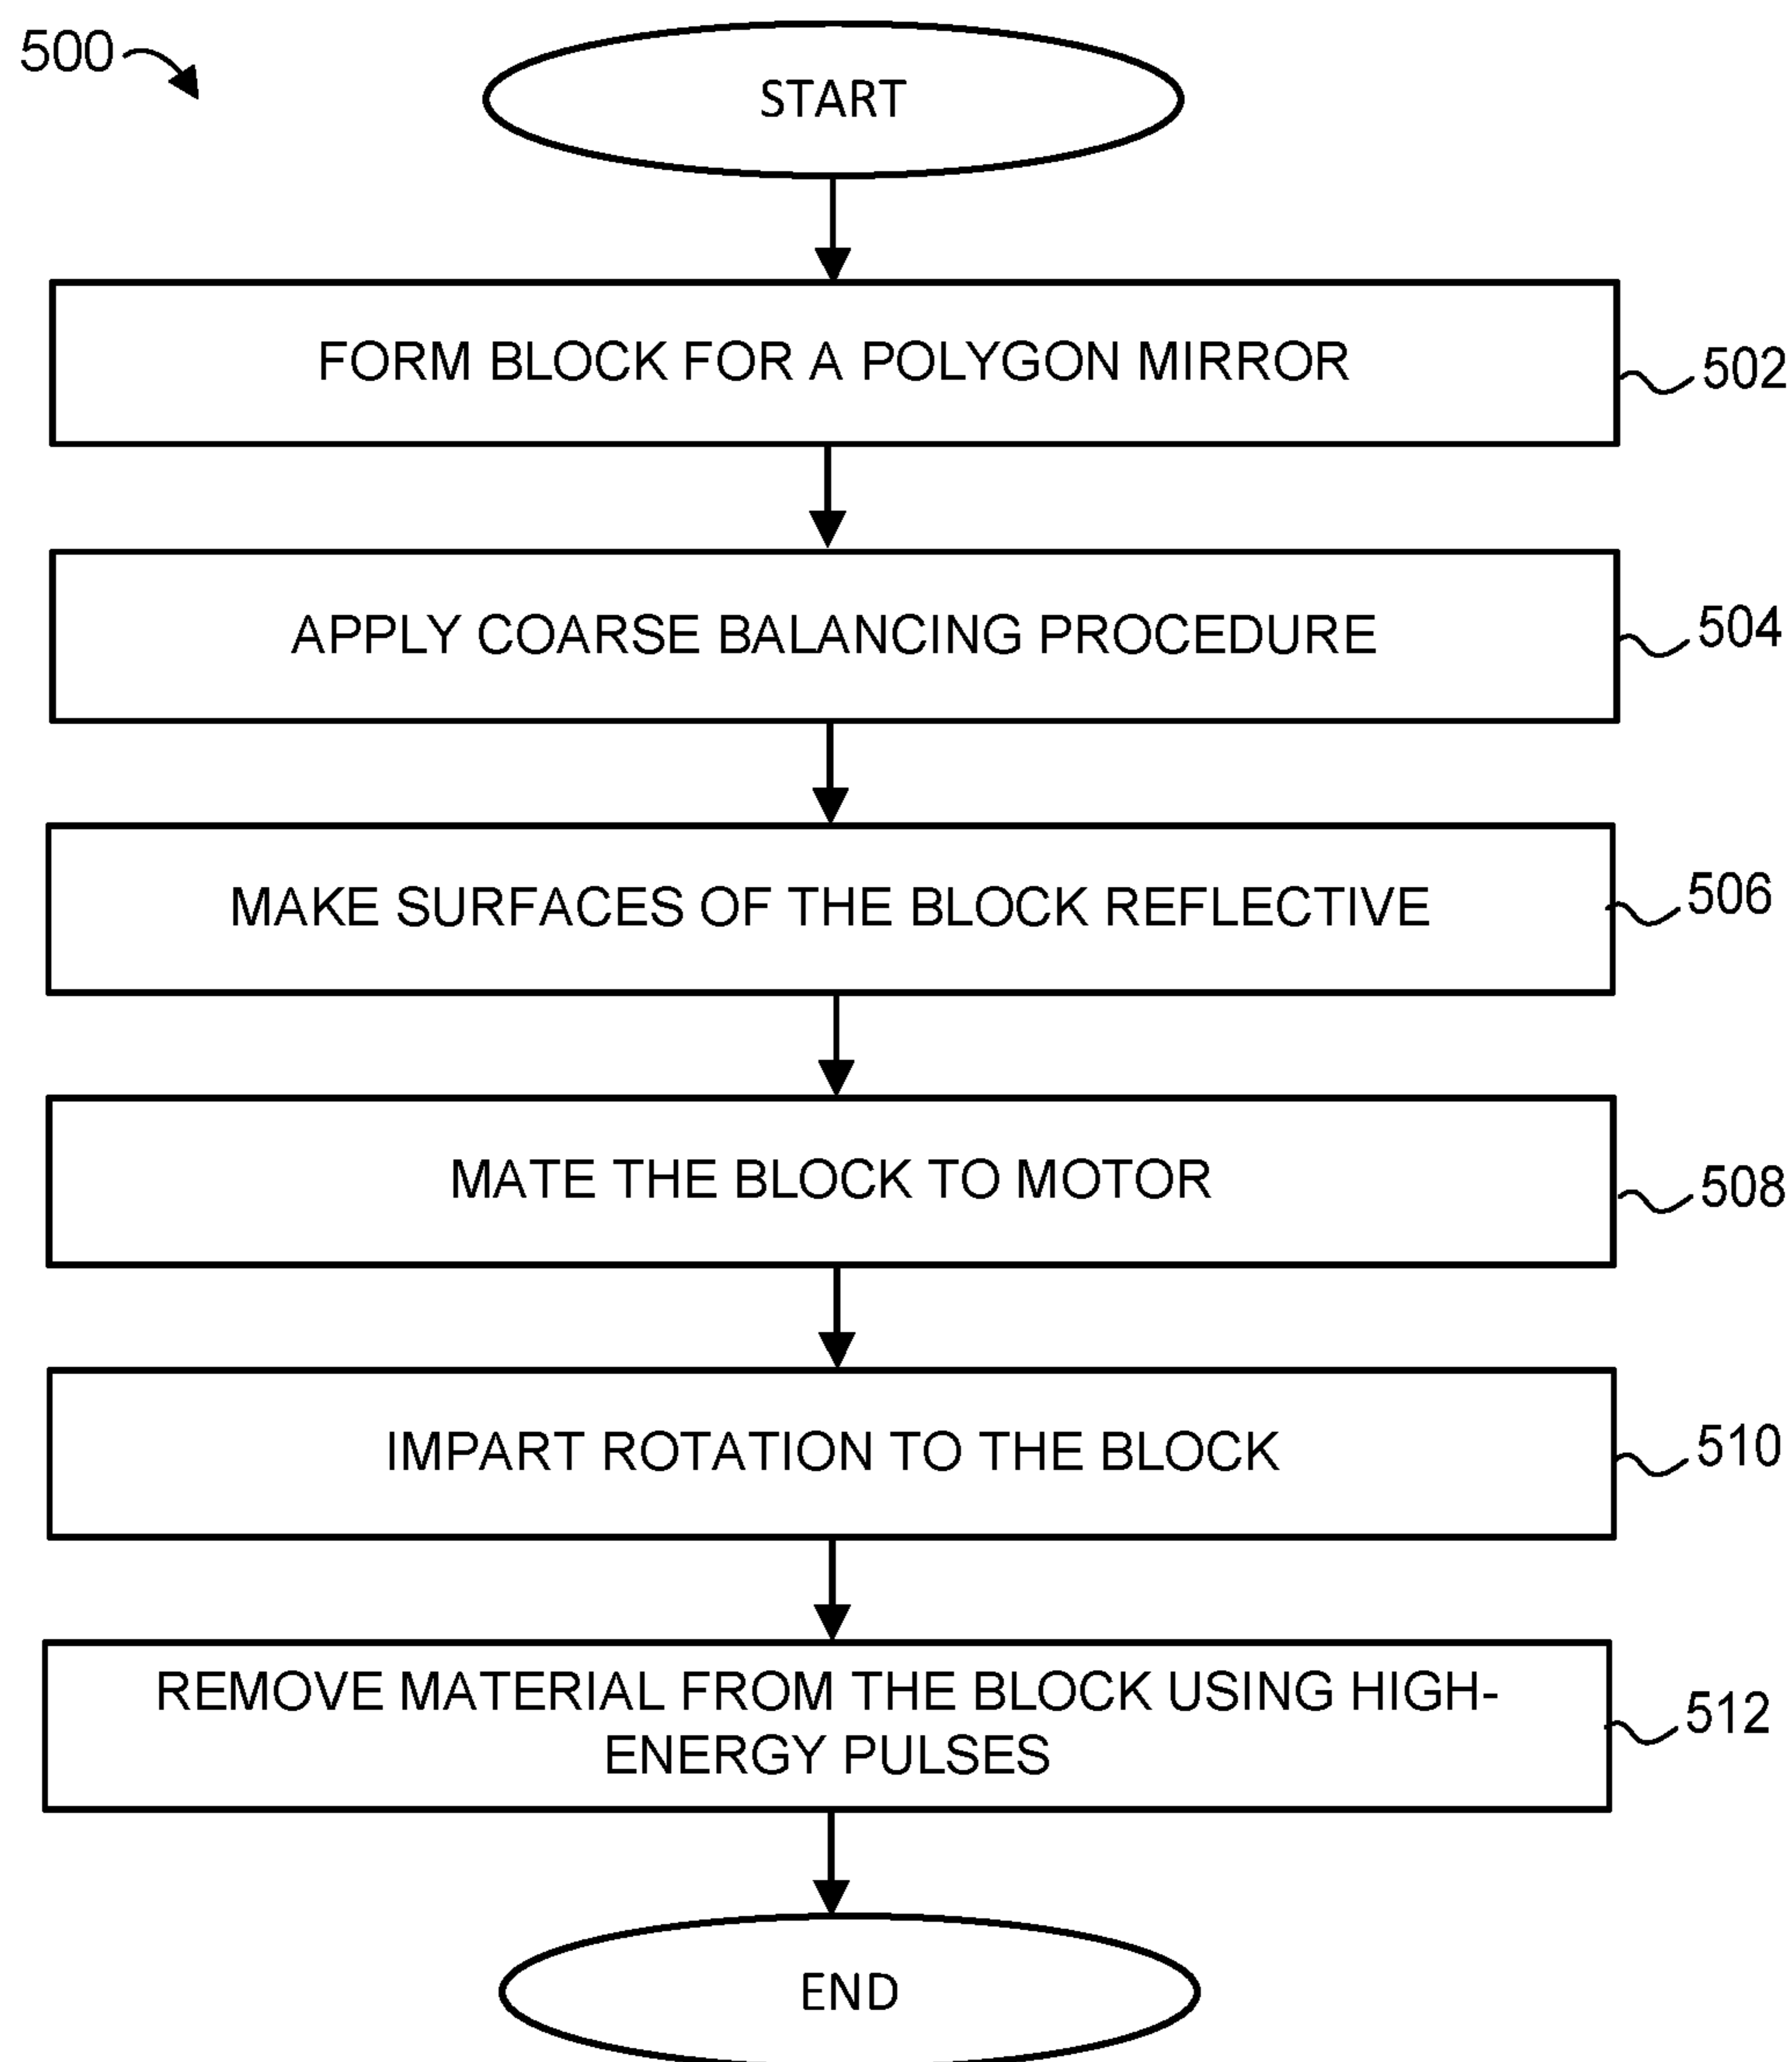 500
START
FORM BLOCK FOR A POLYGON MIRROR
502
APPLY COARSE BALANCING PROCEDURE
504
MAKE SURFACES OF THE BLOCK REFLECTIVE
506
MATE THE BLOCK TO MOTOR
508
IMPART ROTATION TO THE BLOCK
510
REMOVE MATERIAL FROM THE BLOCK USING HIGH-
ENERGY PULSES
512
END